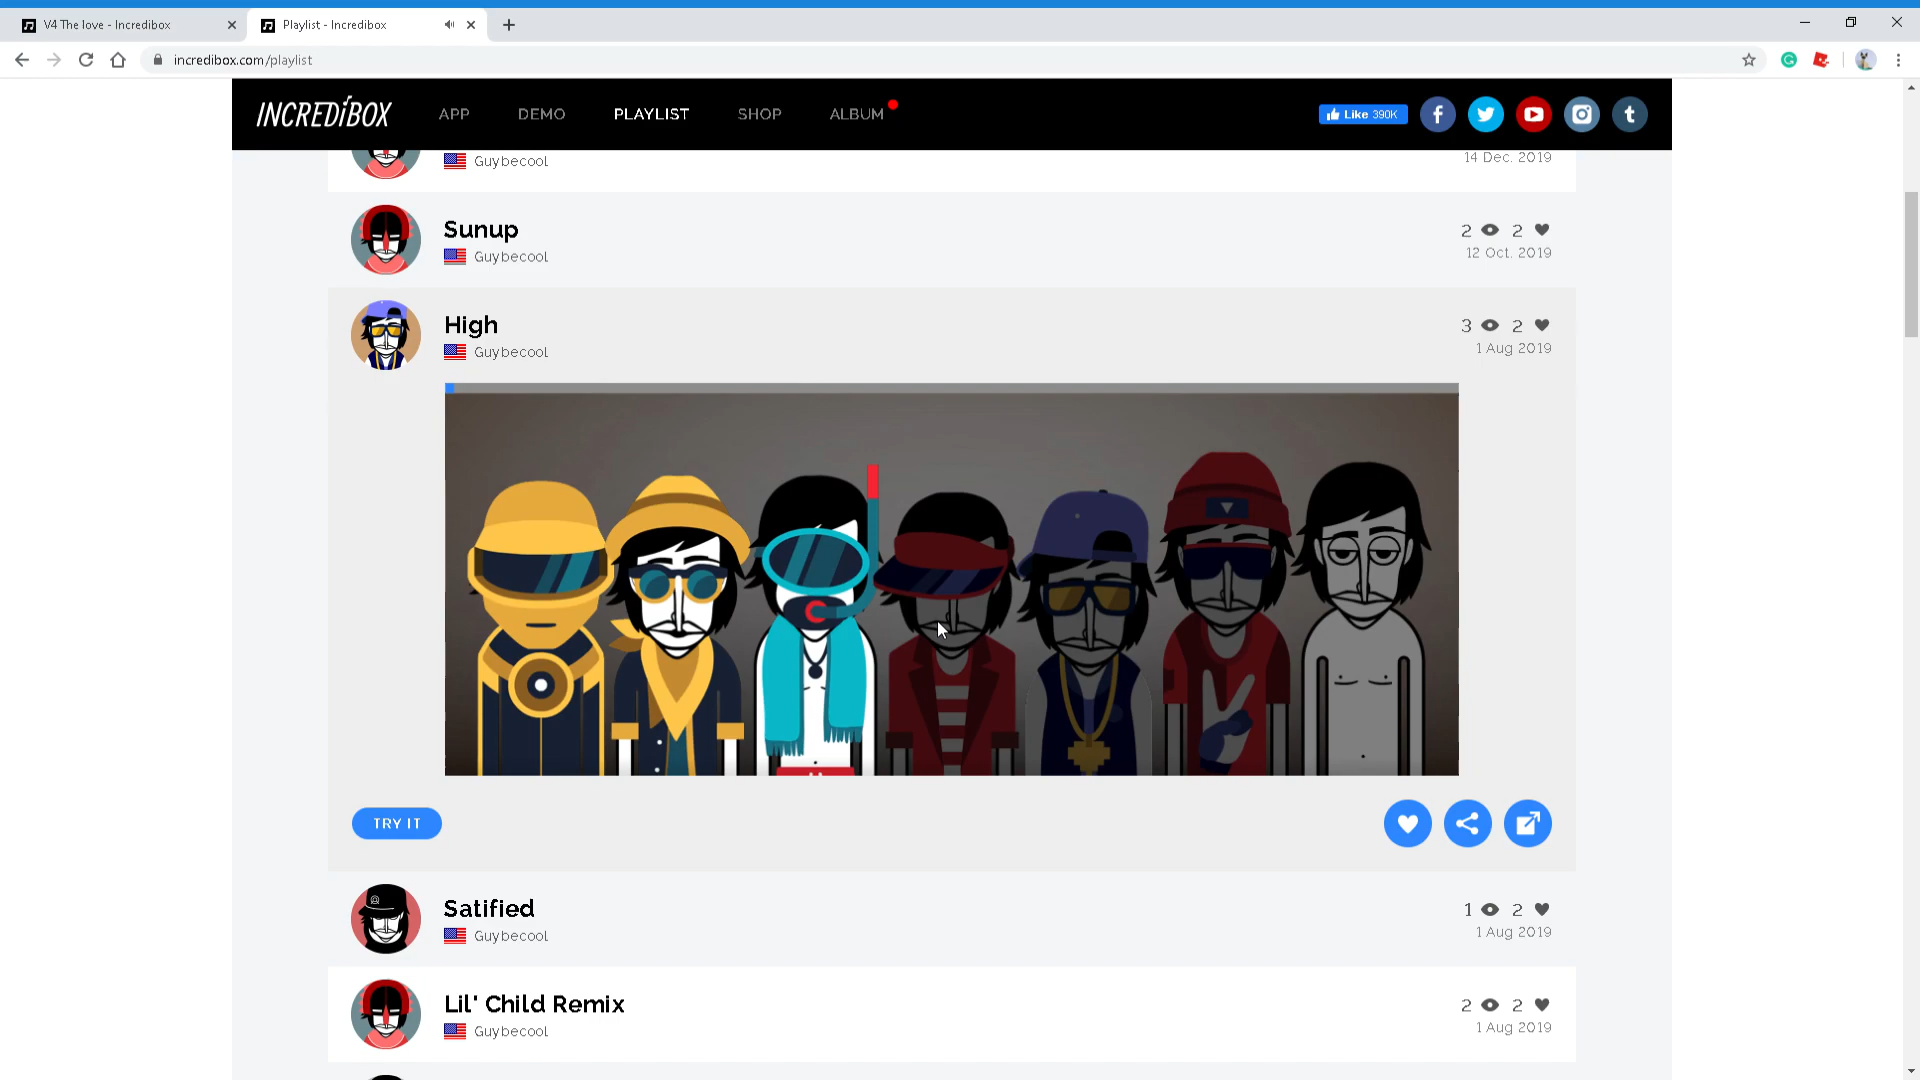 V4 The love - Incredibox
Playlist - Incredibox
incredibox.com/playlist
INCREDIBOX
APP
DEMO
PLAYLIST
SHOP
ALBUM
Like 390K
Guybecool
14 Dec. 2019
Sunup
2 2
Guybecool
12 Oct. 2019
High
3 2
Guybecool
1 Aug 2019
TRY IT
Satified
1 2
Guybecool
1 Aug 2019
Lil' Child Remix
2 2
Guybecool
1 Aug 2019